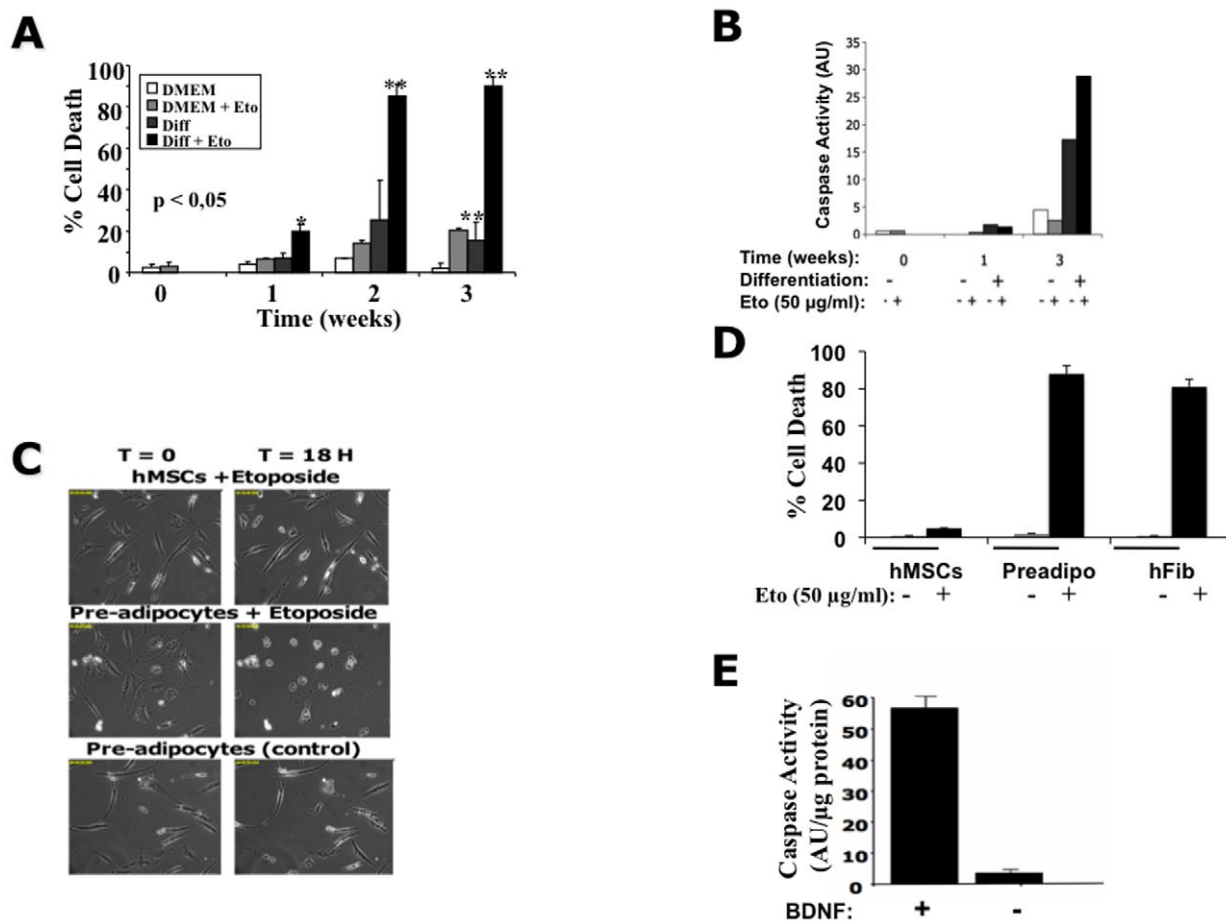 A
100
80
60
40
20
0
% Cell Death
DMEM
DMEM + Eto
Diff
Diff + Eto
p < 0,05
*
**
**
**
0 1 2 3
Time (weeks)
B
35
30
25
20
15
10
5
0
Caspase Activity (AU)
Time (weeks): 0 1 3
Differentiation: - - + - +
Eto (50 µg/ml): - + - + - + - + - +
C
T = 0 T = 18 H
hMSCs +Etoposide
Pre-adipocytes + Etoposide
Pre-adipocytes (control)
D
100
80
60
40
20
0
% Cell Death
hMSCs Preadipo hFib
Eto (50 µg/ml): - + - + - +
E
60
50
40
30
20
10
0
Caspase Activity
(AU/µg protein)
BDNF: + -